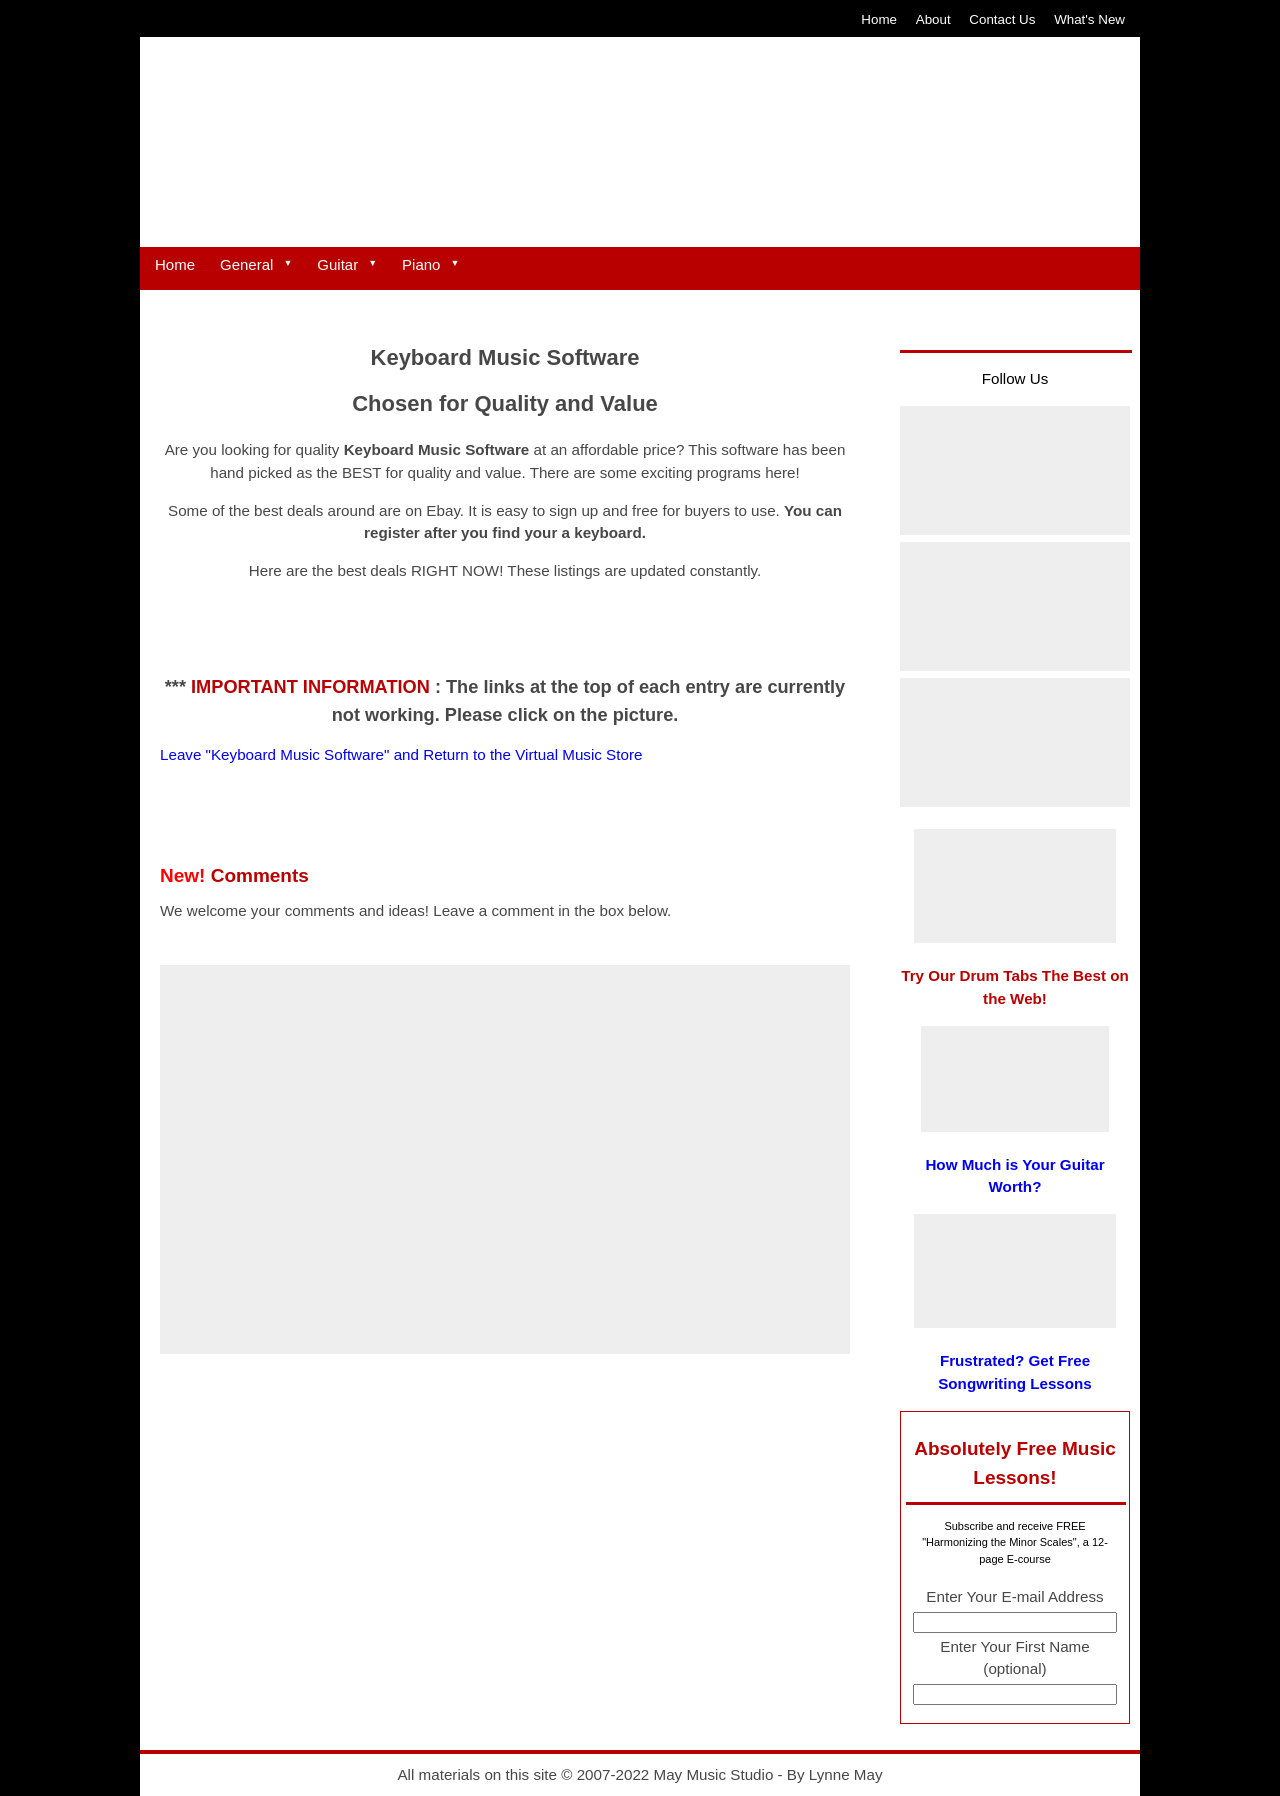 Home About Contact Us What's New
Home General ▼ Guitar ▼ Piano ▼
Keyboard Music Software
Chosen for Quality and Value
Are you looking for quality Keyboard Music Software at an affordable price? This software has been
hand picked as the BEST for quality and value. There are some exciting programs here!
Some of the best deals around are on Ebay. It is easy to sign up and free for buyers to use. You can
register after you find your a keyboard.
Here are the best deals RIGHT NOW! These listings are updated constantly.
*** IMPORTANT INFORMATION : The links at the top of each entry are currently
not working. Please click on the picture.
Leave "Keyboard Music Software" and Return to the Virtual Music Store
New! Comments
We welcome your comments and ideas! Leave a comment in the box below.
Follow Us
Try Our Drum Tabs The Best on
the Web!
How Much is Your Guitar
Worth?
Frustrated? Get Free
Songwriting Lessons
Absolutely Free Music
Lessons!
Subscribe and receive FREE
"Harmonizing the Minor Scales", a 12-
page E-course
Enter Your E-mail Address
Enter Your First Name
(optional)
All materials on this site © 2007-2022 May Music Studio - By Lynne May